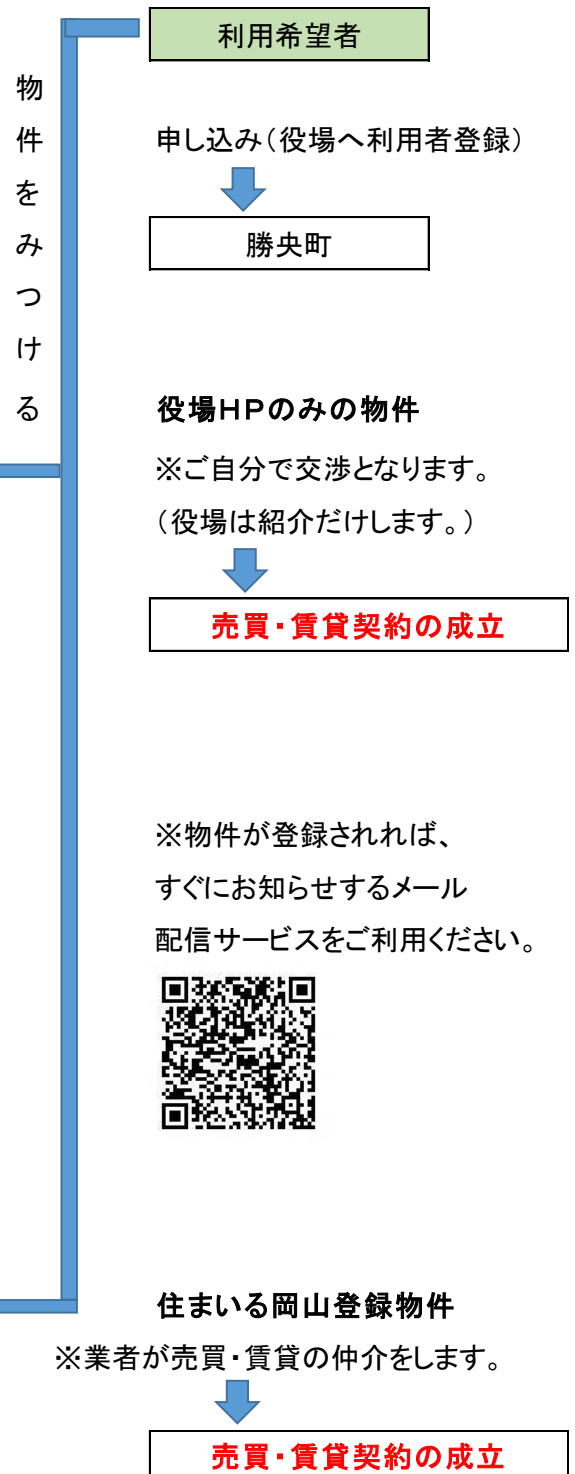 利用希望者
物件をみつける
申し込み（役場へ利用者登録）
勝央町
役場HPのみの物件
※ご自分で交渉となります。
（役場は紹介だけします。）
売買・賃貸契約の成立
※物件が登録されれば、
すぐにお知らせするメール
配信サービスをご利用ください。
住まいる岡山登録物件
※業者が売買・賃貸の仲介をします。
売買・賃貸契約の成立